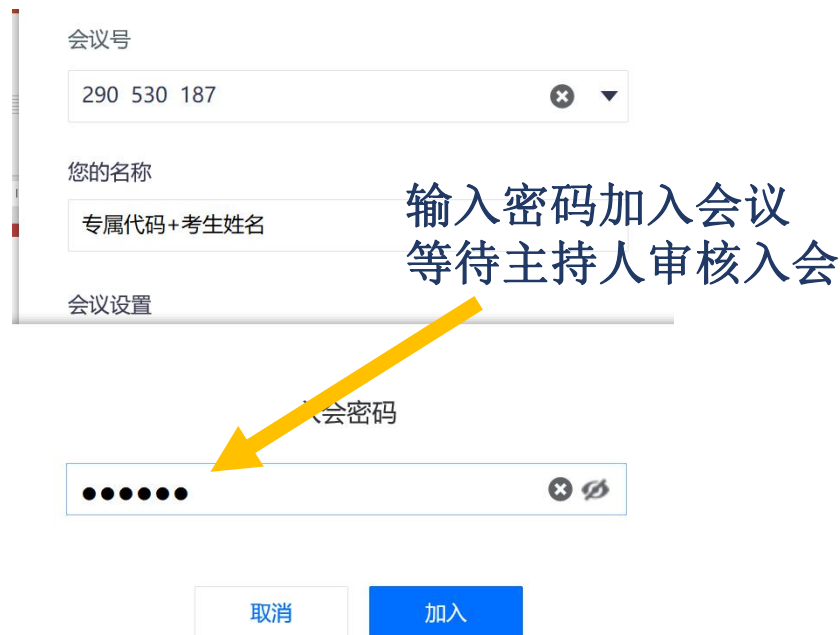 会议号
290 530 187
您的名称
专属代码+考生姓名
输入密码加入会议
等待主持人审核入会
会议设置
会密码
●●●●●●
取消
加入